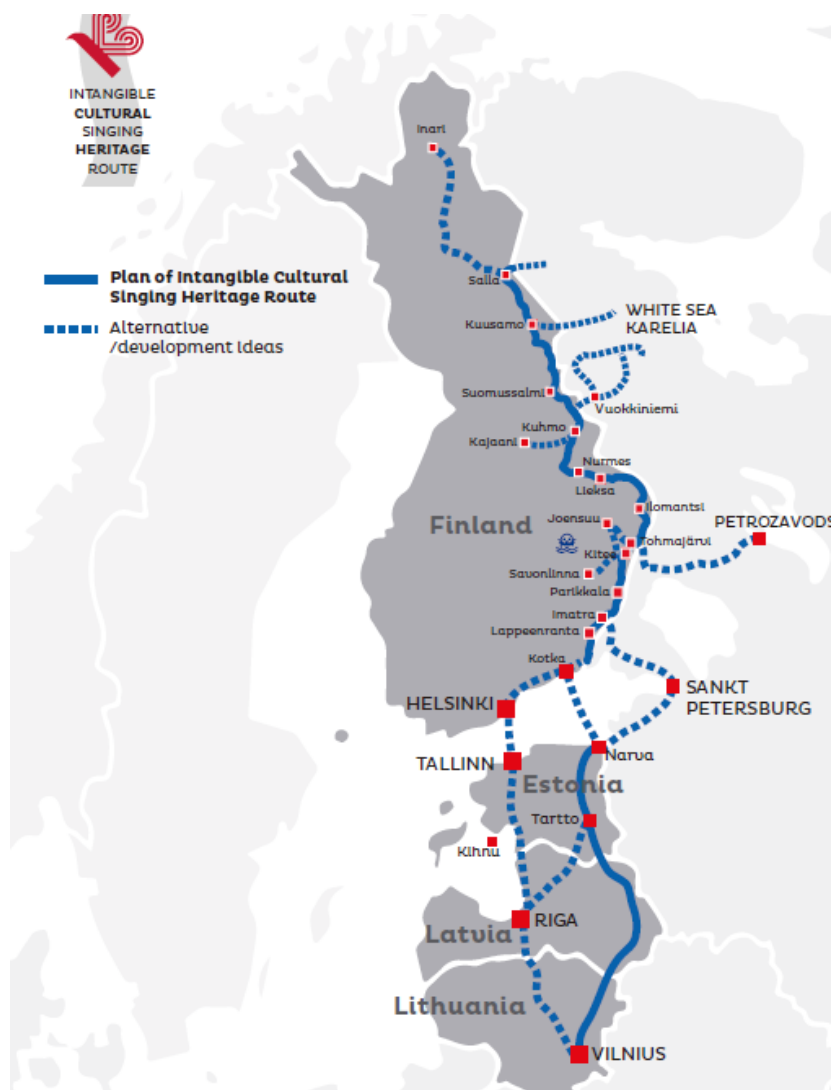 INTANGIBLE
CULTURAL
SINGING
HERITAGE
ROUTE
Inari
Plan of Intangible Cultural
Singing Heritage Route
Alternative
/development ideas
Salla
Kuusamo
WHITE SEA
KARELIA
Suomussalmi
Vuokkiniemi
Kuhmo
Kajaani
Nurmes
Lieksa
Ilomantsi
Joensuu
Finland
PETROZAVODS
Tohmajärvi
Kitee
Savonlinna
Parikkala
Imatra
Lappeenranta
Kotka
SANKT
PETERSBURG
HELSINKI
TALLINN
Narva
Estonia
Tartto
Kihnu
RIGA
Latvia
Lithuania
VILNIUS